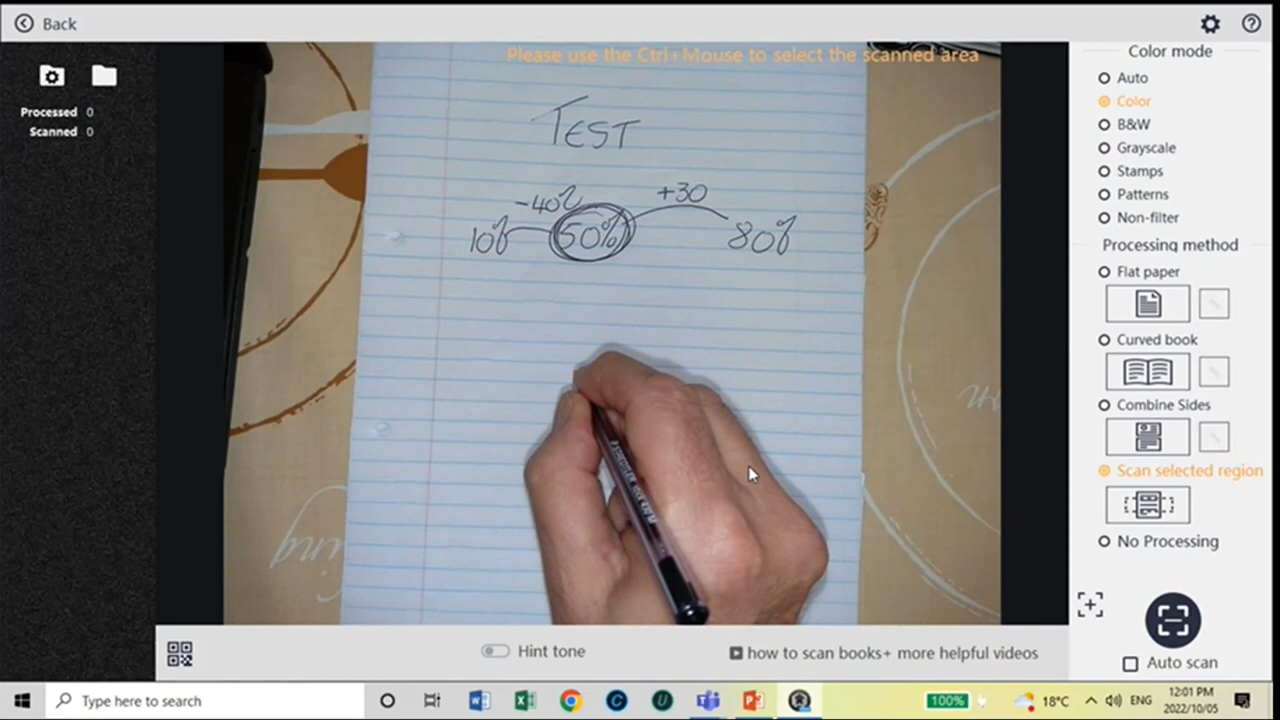 Back
Please use the Ctrl+Mouse to select the scanned area
Processed 0
Scanned 0
TEST
-40%
+30
10%
50%
80%
STAEDTLER
Color mode
Auto
Color
B&W
Grayscale
Stamps
Patterns
Non-filter
Processing method
Flat paper
Curved book
Combine Sides
Scan selected region
No Processing
Auto scan
Hint tone
how to scan books+ more helpful videos
Type here to search
100%
18°C
ENG
12:01 PM
2022/10/05